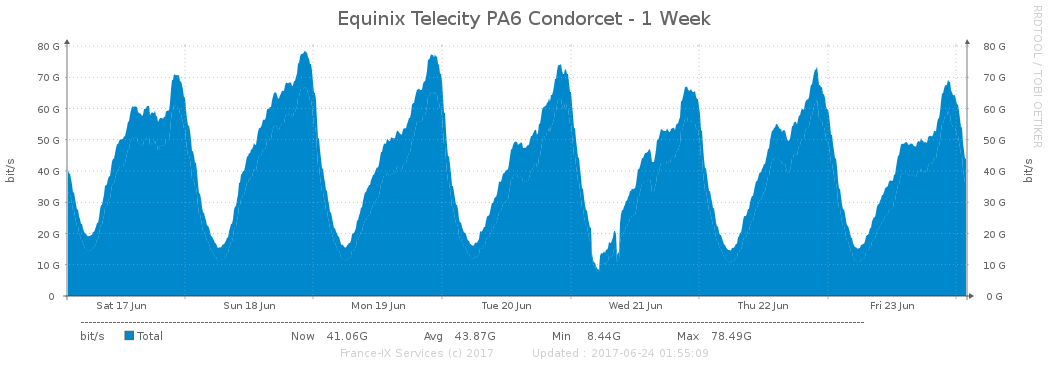 Equinix Telecity PA6 Condorcet - 1 Week
RRDTOOL / TOBI OETIKER
bit/s
80 G
70 G
60 G
50 G
40 G
30 G
20 G
10 G
0
80 G
70 G
60 G
50 G
40 G
30 G
20 G
10 G
0 G
bit/s
Sat 17 Jun Sun 18 Jun Mon 19 Jun Tue 20 Jun Wed 21 Jun Thu 22 Jun Fri 23 Jun
bit/s Total Now 41.06G Avg 43.87G Min 8.44G Max 78.49G
France-IX Services (c) 2017 Updated : 2017-06-24 01:55:09